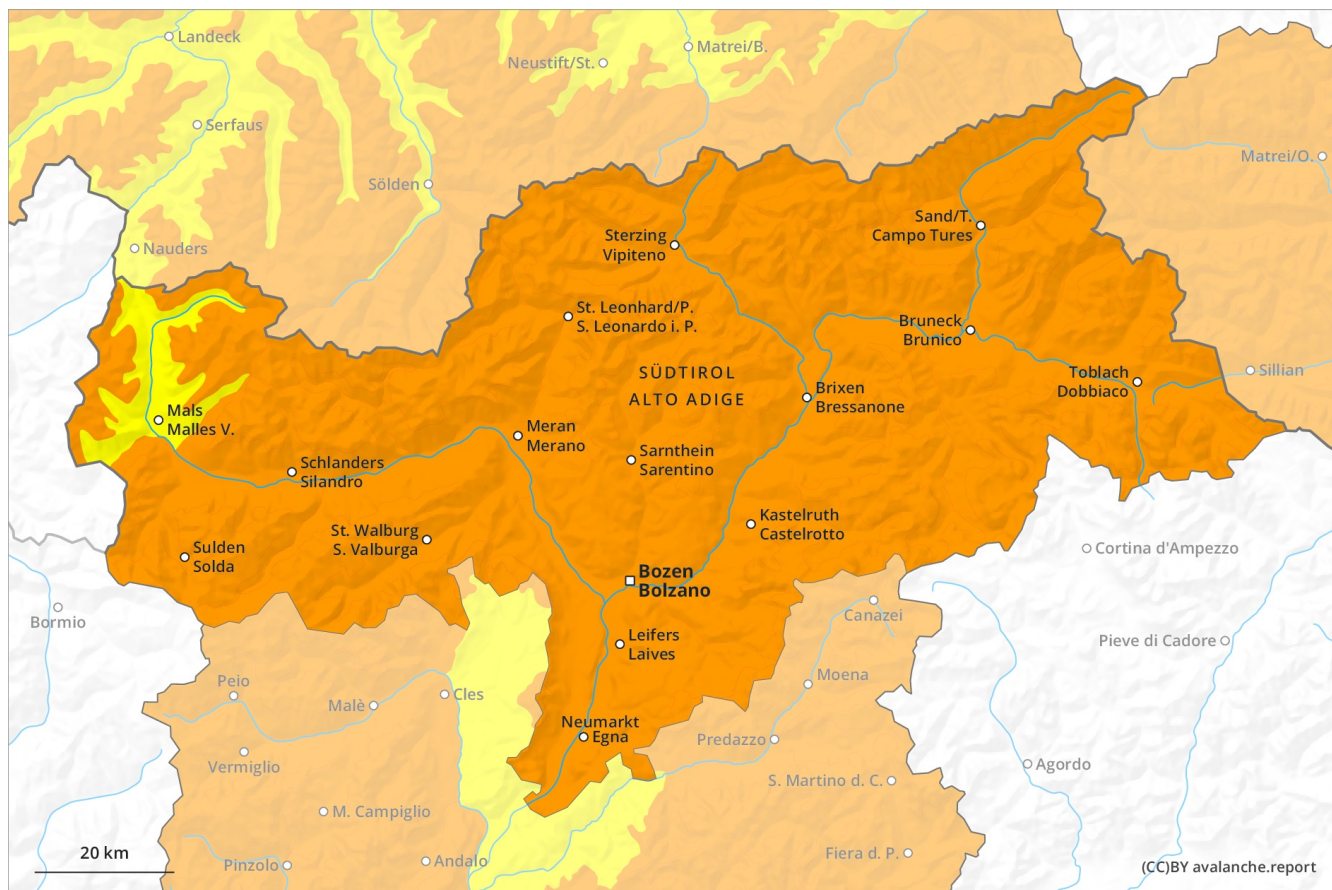 Landeck
Matrei/B.
Neustift/St.
Serfaus
Matrei/O.
Sölden
Sand/T.
Campo Tures
Sterzing
Vipiteno
Nauders
St. Leonhard/P.
S. Leonardo i. P.
Bruneck
Brunico
SÜDTIROL
ALTO ADIGE
Toblach
Dobbiaco
Sillian
Brixen
Bressanone
Mals
Malles V.
Meran
Merano
Sarnthein
Sarentino
Schlanders
Silandro
Kastelruth
Castelrotto
St. Walburg
S. Valburga
Sulden
Solda
Cortina d'Ampezzo
Bozen
Bolzano
Bormio
Canazei
Leifers
Laives
Pieve di Cadore
Moena
Peio
Malè
Cles
Neumarkt
Egna
Predazzo
Vermiglio
Agordo
S. Martino d. C.
M. Campiglio
20 km
Pinzolo
Andalo
Fiera d. P.
(CC)BY avalanche.report